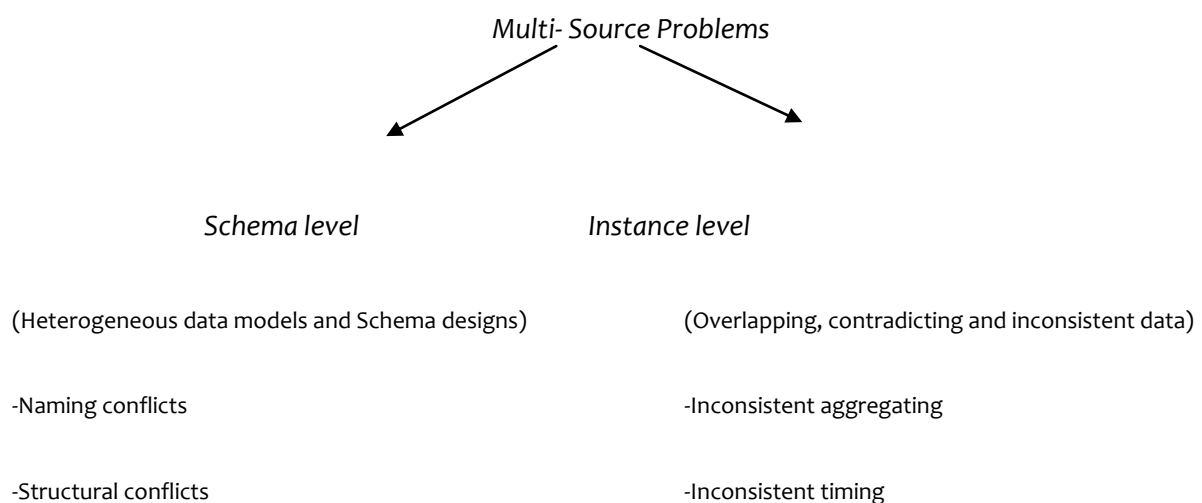 Multi- Source Problems
Schema level Instance level
(Heterogeneous data models and Schema designs) (Overlapping, contradicting and inconsistent data)
-Naming conflicts -Inconsistent aggregating
-Structural conflicts -Inconsistent timing